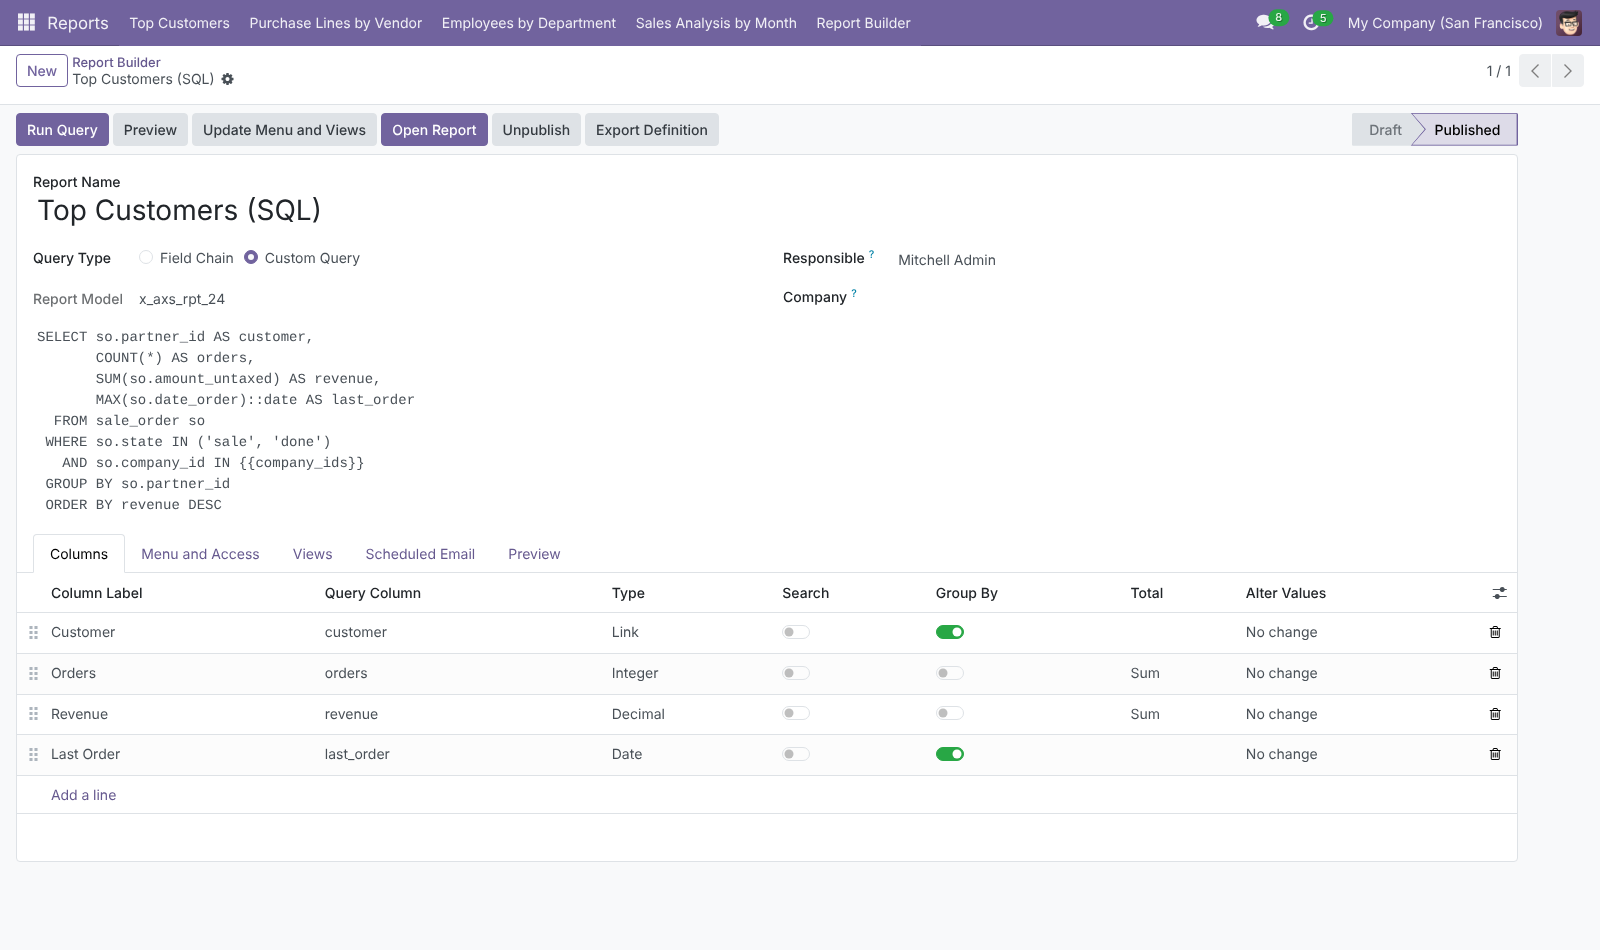 Reports Top Customers Purchase Lines by Vendor Employees by Department Sales Analysis by Month Report Builder 8 5 My Company (San Francisco)
New Report Builder
Top Customers (SQL) 1 / 1
Run Query Preview Update Menu and Views Open Report Unpublish Export Definition Draft Published
Report Name
Top Customers (SQL)
Query Type Field Chain Custom Query Responsible ? Mitchell Admin
Report Model x_axs_rpt_24 Company ?
SELECT so.partner_id AS customer,
COUNT(*) AS orders,
SUM(so.amount_untaxed) AS revenue,
MAX(so.date_order)::date AS last_order
FROM sale_order so
WHERE so.state IN ('sale', 'done')
AND so.company_id IN {{company_ids}}
GROUP BY so.partner_id
ORDER BY revenue DESC
Columns Menu and Access Views Scheduled Email Preview
Column Label Query Column Type Search Group By Total Alter Values
Customer customer Link No change
Orders orders Integer Sum No change
Revenue revenue Decimal Sum No change
Last Order last_order Date No change
Add a line